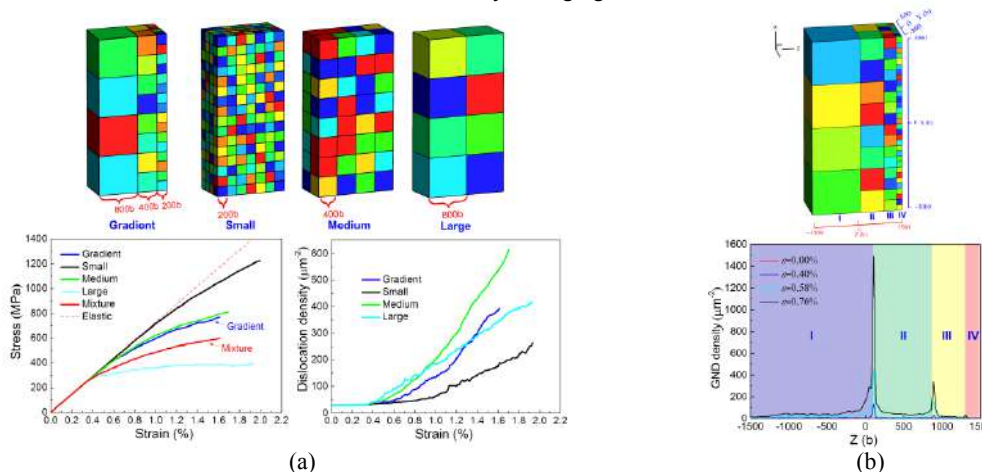 800b 400b 200b
Gradient
200b
Small
400b
Medium
800b
Large
1400
1200
1000
800
600
400
200
0
Stress (MPa)
Gradient
Small
Medium
Large
Mixture
Elastic
Gradient
Mixture
0.0 0.2 0.4 0.6 0.8 1.0 1.2 1.4 1.6 1.8 2.0 2.2
Strain (%)
600
500
400
300
200
100
0
Dislocation density (μm⁻²)
Gradient
Small
Medium
Large
0.0 0.2 0.4 0.6 0.8 1.0 1.2 1.4 1.6 1.8 2.0 2.2
Strain (%)
(a)
I II III IV
1600
1400
1200
1000
800
600
400
200
0
GND density (μm⁻²)
ε=0.00%
ε=0.40%
ε=0.58%
ε=0.76%
I II III IV
-1500 -1000 -500 0 500 1000 150
Z (b)
(b)